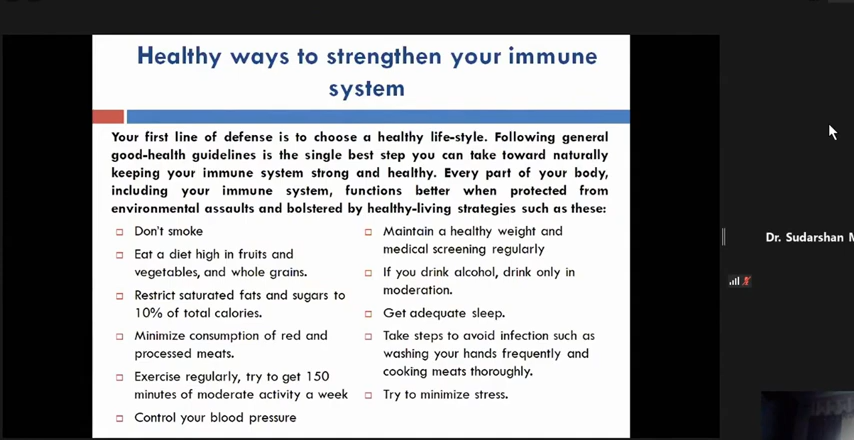 Healthy ways to strengthen your immune
system
Your first line of defense is to choose a healthy life-style. Following general
good-health guidelines is the single best step you can take toward naturally
keeping your immune system strong and healthy. Every part of your body,
including your immune system, functions better when protected from
environmental assaults and bolstered by healthy-living strategies such as these:
Don't smoke
Eat a diet high in fruits and
vegetables, and whole grains.
Restrict saturated fats and sugars to
10% of total calories.
Minimize consumption of red and
processed meats.
Exercise regularly, try to get 150
minutes of moderate activity a week
Control your blood pressure
Maintain a healthy weight and
medical screening regularly
If you drink alcohol, drink only in
moderation.
Get adequate sleep.
Take steps to avoid infection such as
washing your hands frequently and
cooking meats thoroughly.
Try to minimize stress.
Dr. Sudarshan M